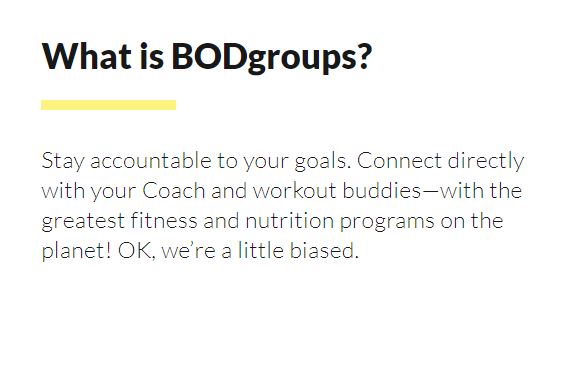 What is BODgroups?
Stay accountable to your goals. Connect directly
with your Coach and workout buddies—with the
greatest fitness and nutrition programs on the
planet! OK, we’re a little biased.